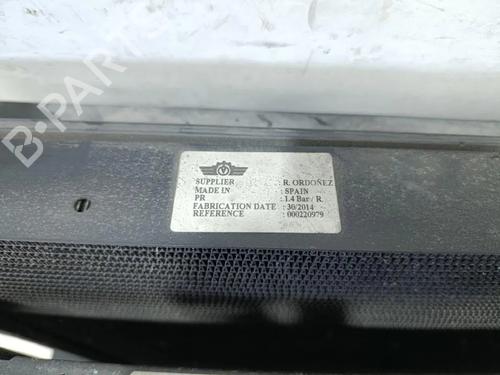 B-Parts
SUPPLIER : R. ORDOÑEZ
MADE IN : SPAIN
PR : 1.4 Bar / R.
FABRICATION DATE : 30/2014
REFERENCE : 000220979